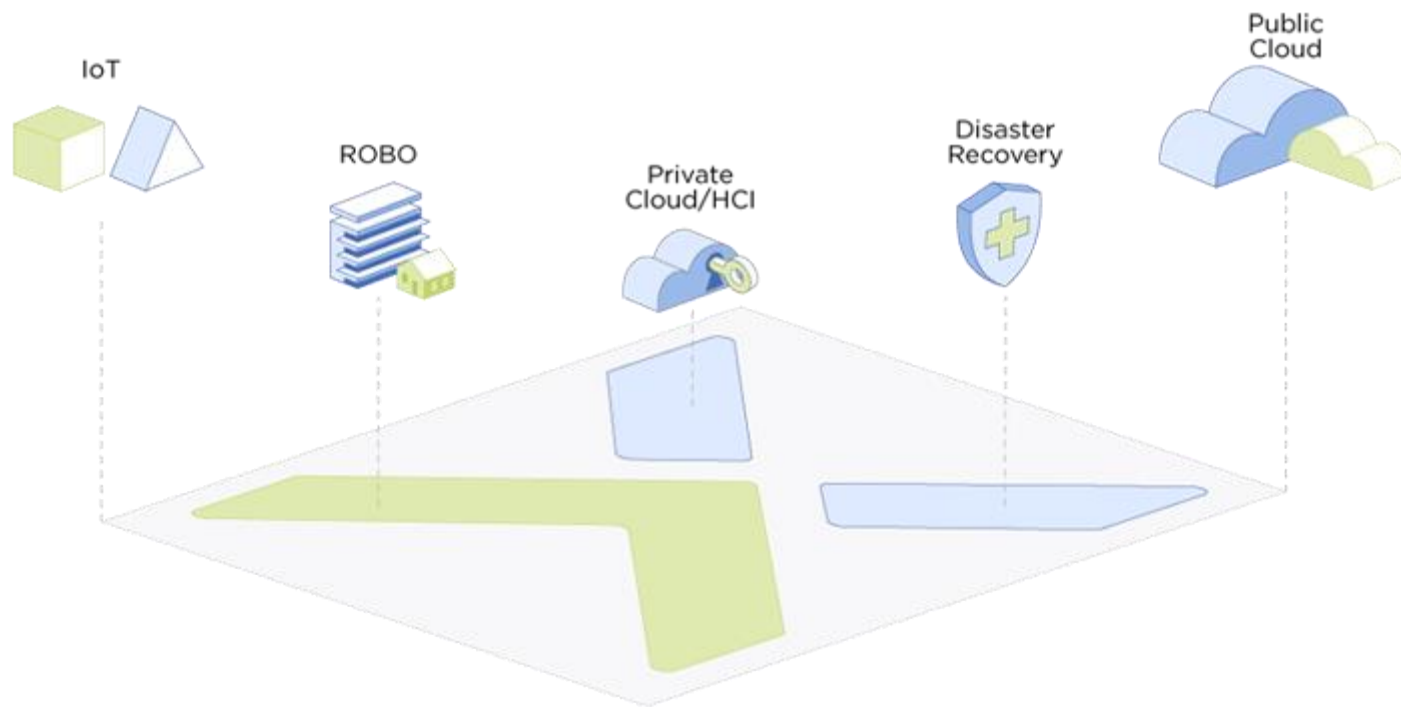 IoT
ROBO
Private
Cloud/HCI
Disaster
Recovery
Public
Cloud